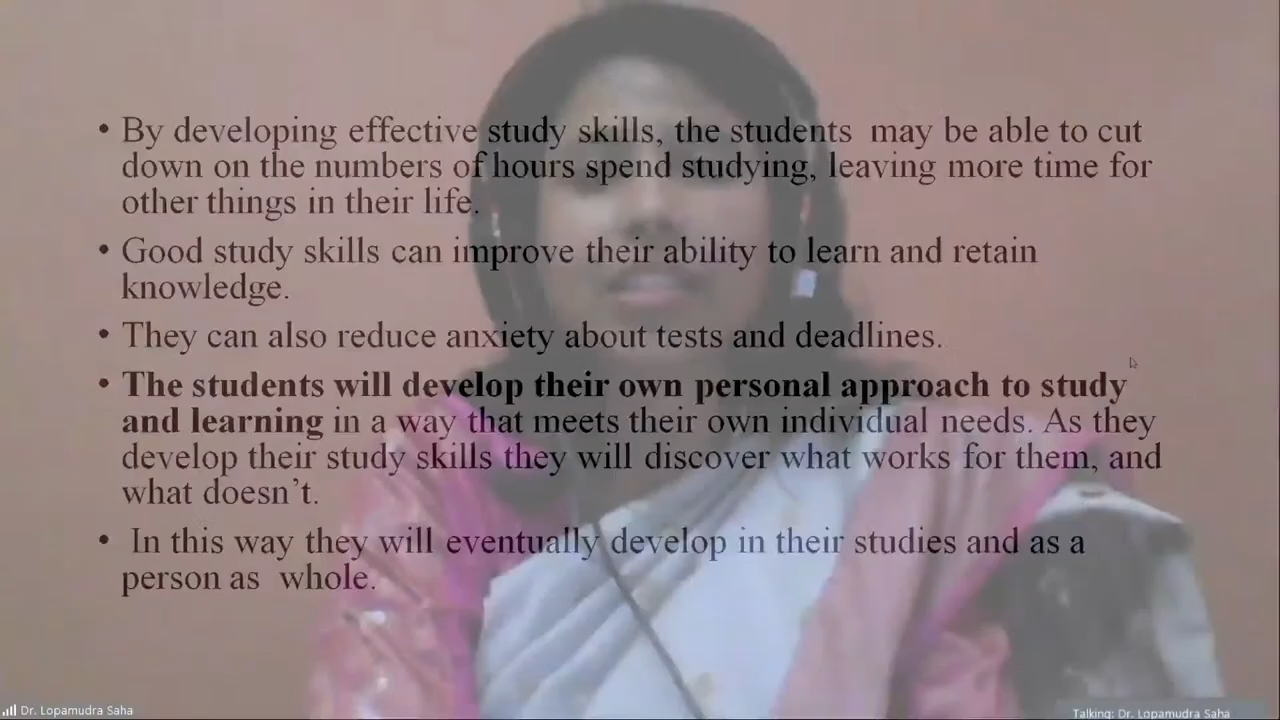 • By developing effective study skills, the students may be able to cut
down on the numbers of hours spend studying, leaving more time for
other things in their life.
• Good study skills can improve their ability to learn and retain
knowledge.
• They can also reduce anxiety about tests and deadlines.
• The students will develop their own personal approach to study
and learning in a way that meets their own individual needs. As they
develop their study skills they will discover what works for them, and
what doesn’t.
• In this way they will eventually develop in their studies and as a
person as whole.
Dr. Lopamudra Saha
Talking: Dr. Lopamudra Saha